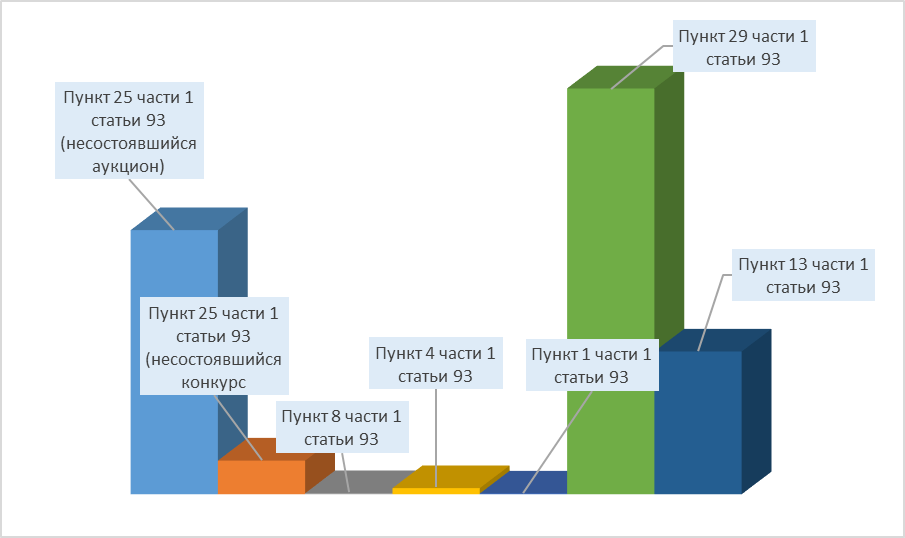 Пункт 25 части 1
статьи 93
(несостоявшийся
аукцион)
Пункт 25 части 1
статьи 93
(несостоявшийся
конкурс
Пункт 8 части 1
статьи 93
Пункт 4 части 1
статьи 93
Пункт 1 части 1
статьи 93
Пункт 29 части 1
статьи 93
Пункт 13 части 1
статьи 93